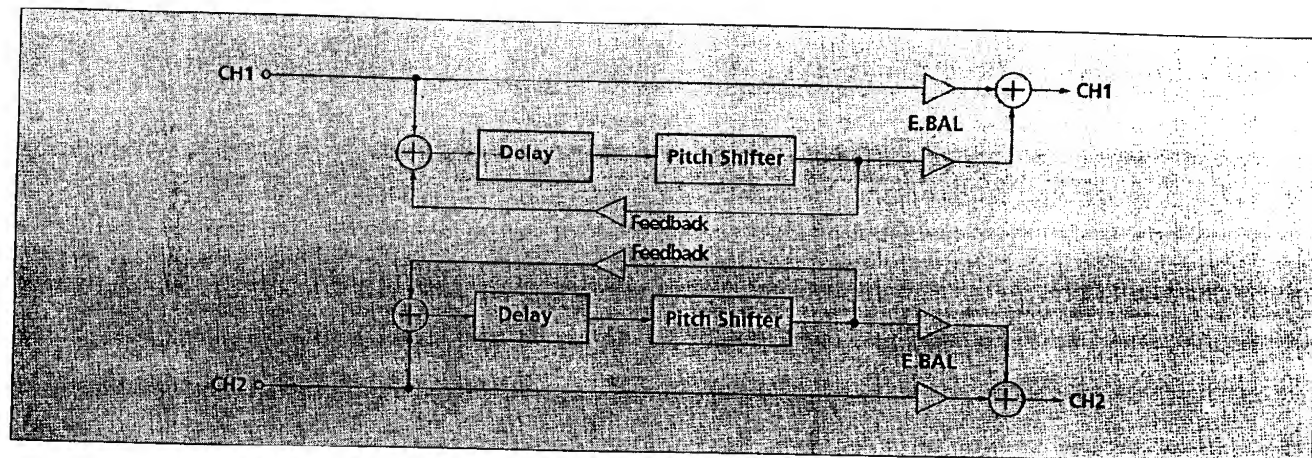 CH1
CH1
E.BAL
Delay
Pitch Shifter
Feedback
Feedback
Delay
Pitch Shifter
E.BAL
CH2
CH2